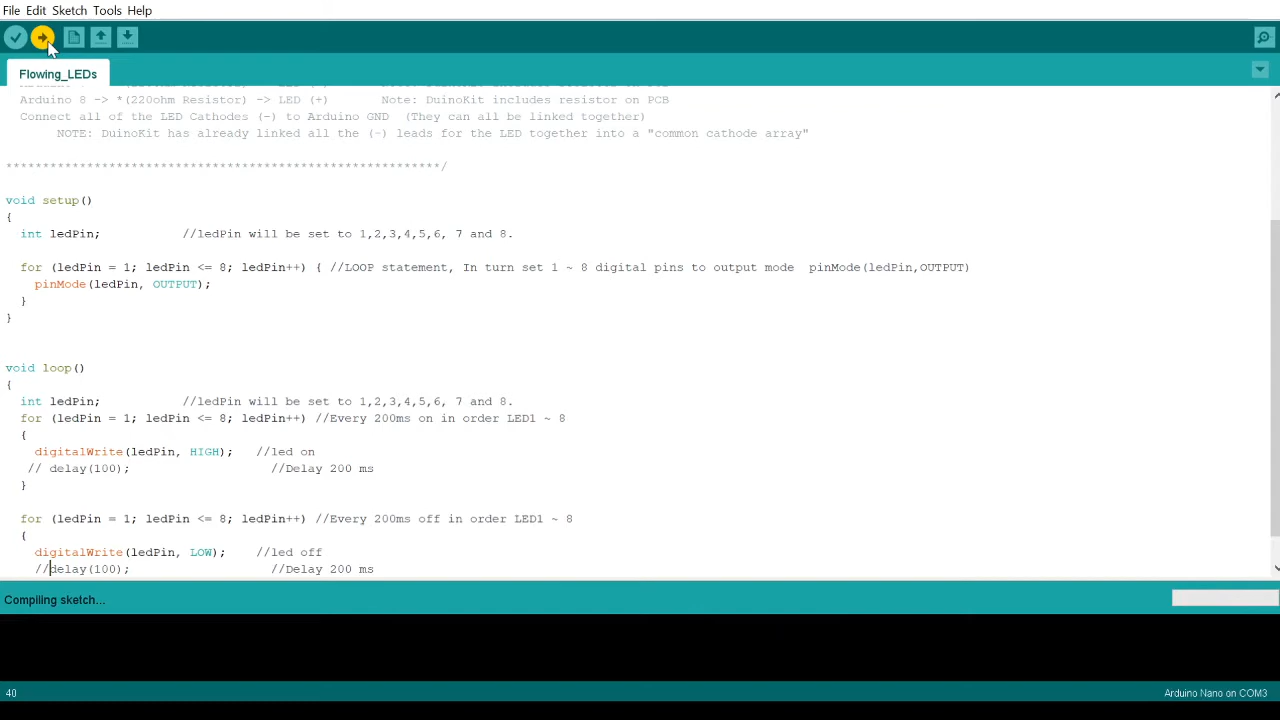 File Edit Sketch Tools Help
Flowing_LEDs
Arduino 8 -> *(220ohm Resistor) -> LED (+)      Note: DuinoKit includes resistor on PCB
Connect all of the LED Cathodes (-) to Arduino GND  (They can all be linked together)
NOTE: DuinoKit has already linked all the (-) leads for the LED together into a "common cathode array"
***********************************************************/
void setup()
{
int ledPin;           //ledPin will be set to 1,2,3,4,5,6, 7 and 8.
for (ledPin = 1; ledPin <= 8; ledPin++) { //LOOP statement, In turn set 1 ~ 8 digital pins to output mode  pinMode(ledPin,OUTPUT)
pinMode(ledPin, OUTPUT);
}
}
void loop()
{
int ledPin;           //ledPin will be set to 1,2,3,4,5,6, 7 and 8.
for (ledPin = 1; ledPin <= 8; ledPin++) //Every 200ms on in order LED1 ~ 8
{
digitalWrite(ledPin, HIGH);   //led on
// delay(100);                   //Delay 200 ms
}
for (ledPin = 1; ledPin <= 8; ledPin++) //Every 200ms off in order LED1 ~ 8
{
digitalWrite(ledPin, LOW);    //led off
//delay(100);                   //Delay 200 ms
Compiling sketch...
40
Arduino Nano on COM3